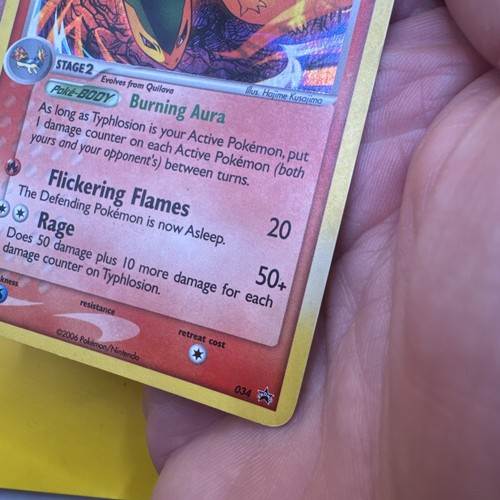 STAGE2
Evolves from Quilava
Illus. Hajime Kusajima
Poké-BODY Burning Aura
As long as Typhlosion is your Active Pokémon, put
1 damage counter on each Active Pokémon (both
yours and your opponent's) between turns.
Flickering Flames 20
The Defending Pokémon is now Asleep.
Rage 50+
Does 50 damage plus 10 more damage for each
damage counter on Typhlosion.
kness
resistance
retreat cost
©2006 Pokémon/Nintendo
034